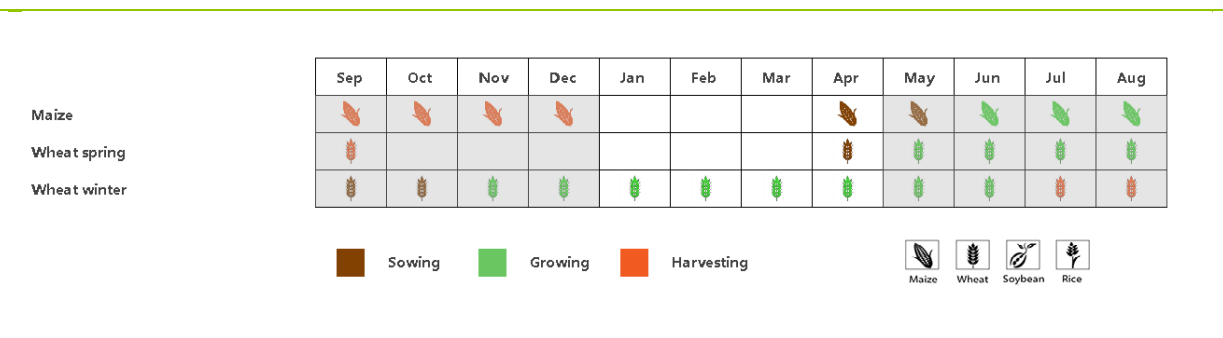 Sep Oct Nov Dec Jan Feb Mar Apr May Jun Jul Aug
Maize
Wheat spring
Wheat winter
Sowing Growing Harvesting
Maize Wheat Soybean Rice